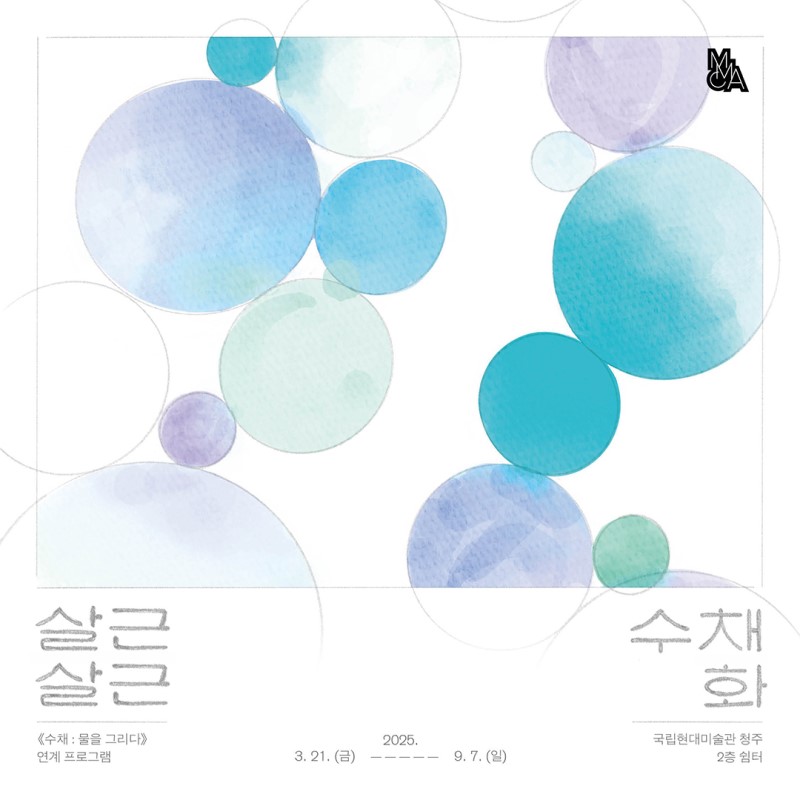 MMCA
살근
살근
수채
화
《수채 : 물을 그리다》
연계 프로그램
2025.
3. 21. (금) ————— 9. 7. (일)
국립현대미술관 청주
2층 쉼터